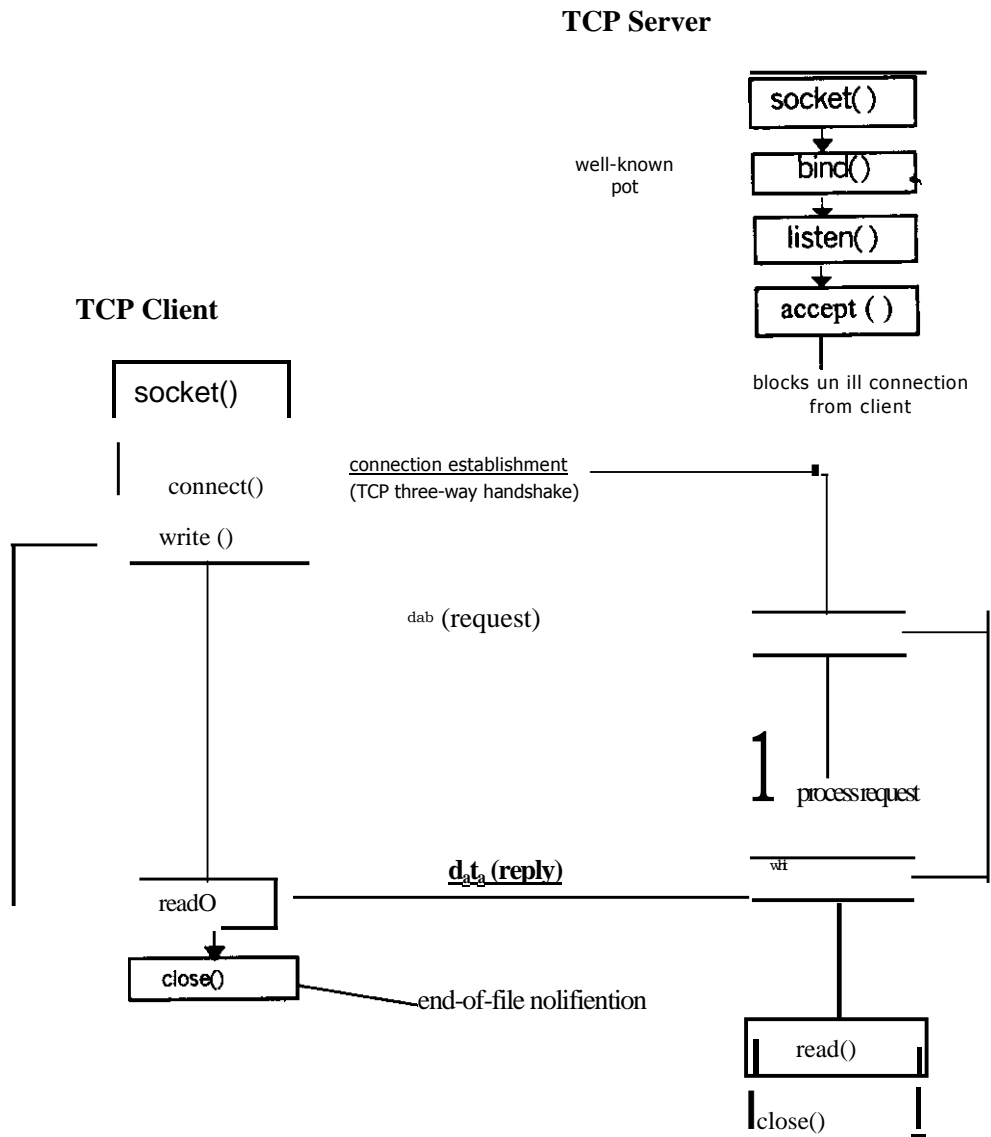 TCP Server
socket( )
well-known
pot
bind()
listen( )
accept ( )
blocks un ill connection
from client
TCP Client
socket()
connect()
connection establishment
(TCP three-way handshake)
write ()
dab (request)
1 process request
data (reply)
readO
close()
end-of-file nolifiention
read()
close()